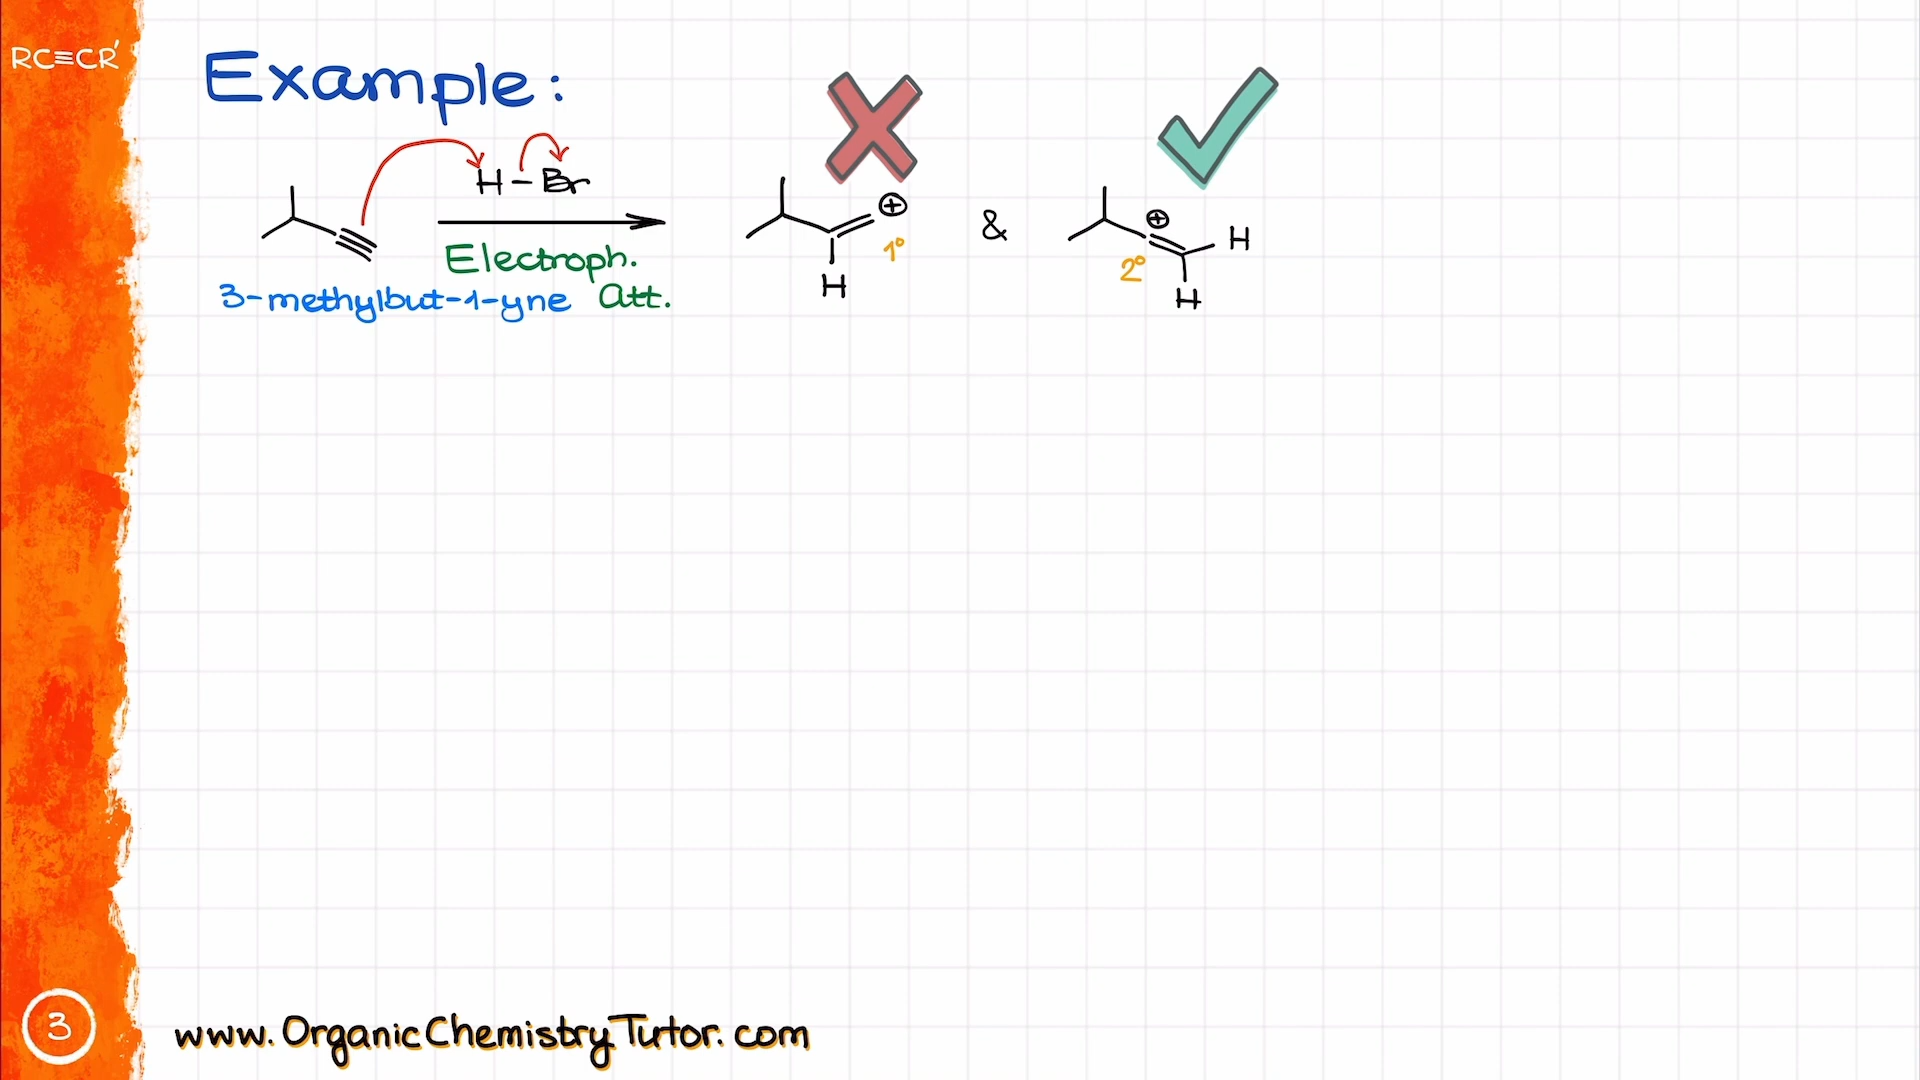 RC≡CR'
Example:
H-Br
Electroph.
Att.
3-methylbut-1-yne
⊕
1°
H
&
⊕
2°
H
H
3
www.OrganicChemistryTutor.com